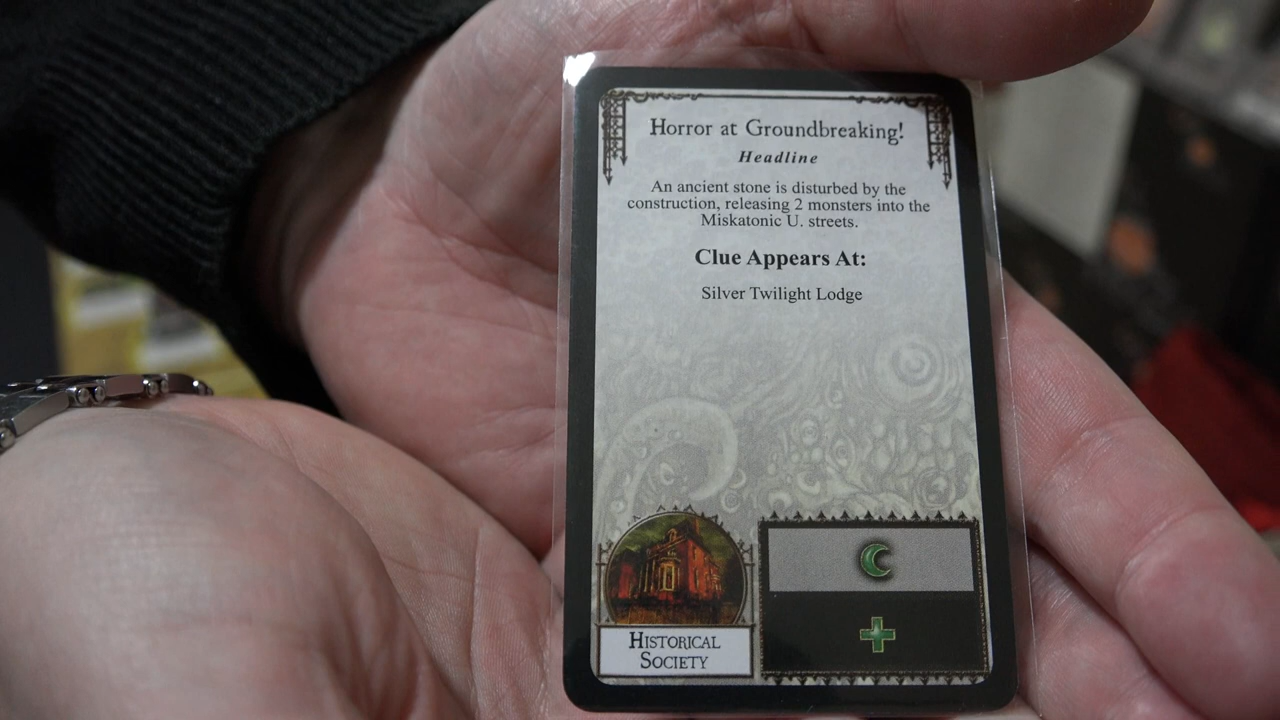 Horror at Groundbreaking!
Headline
An ancient stone is disturbed by the
construction, releasing 2 monsters into the
Miskatonic U. streets.
Clue Appears At:
Silver Twilight Lodge
Historical
Society